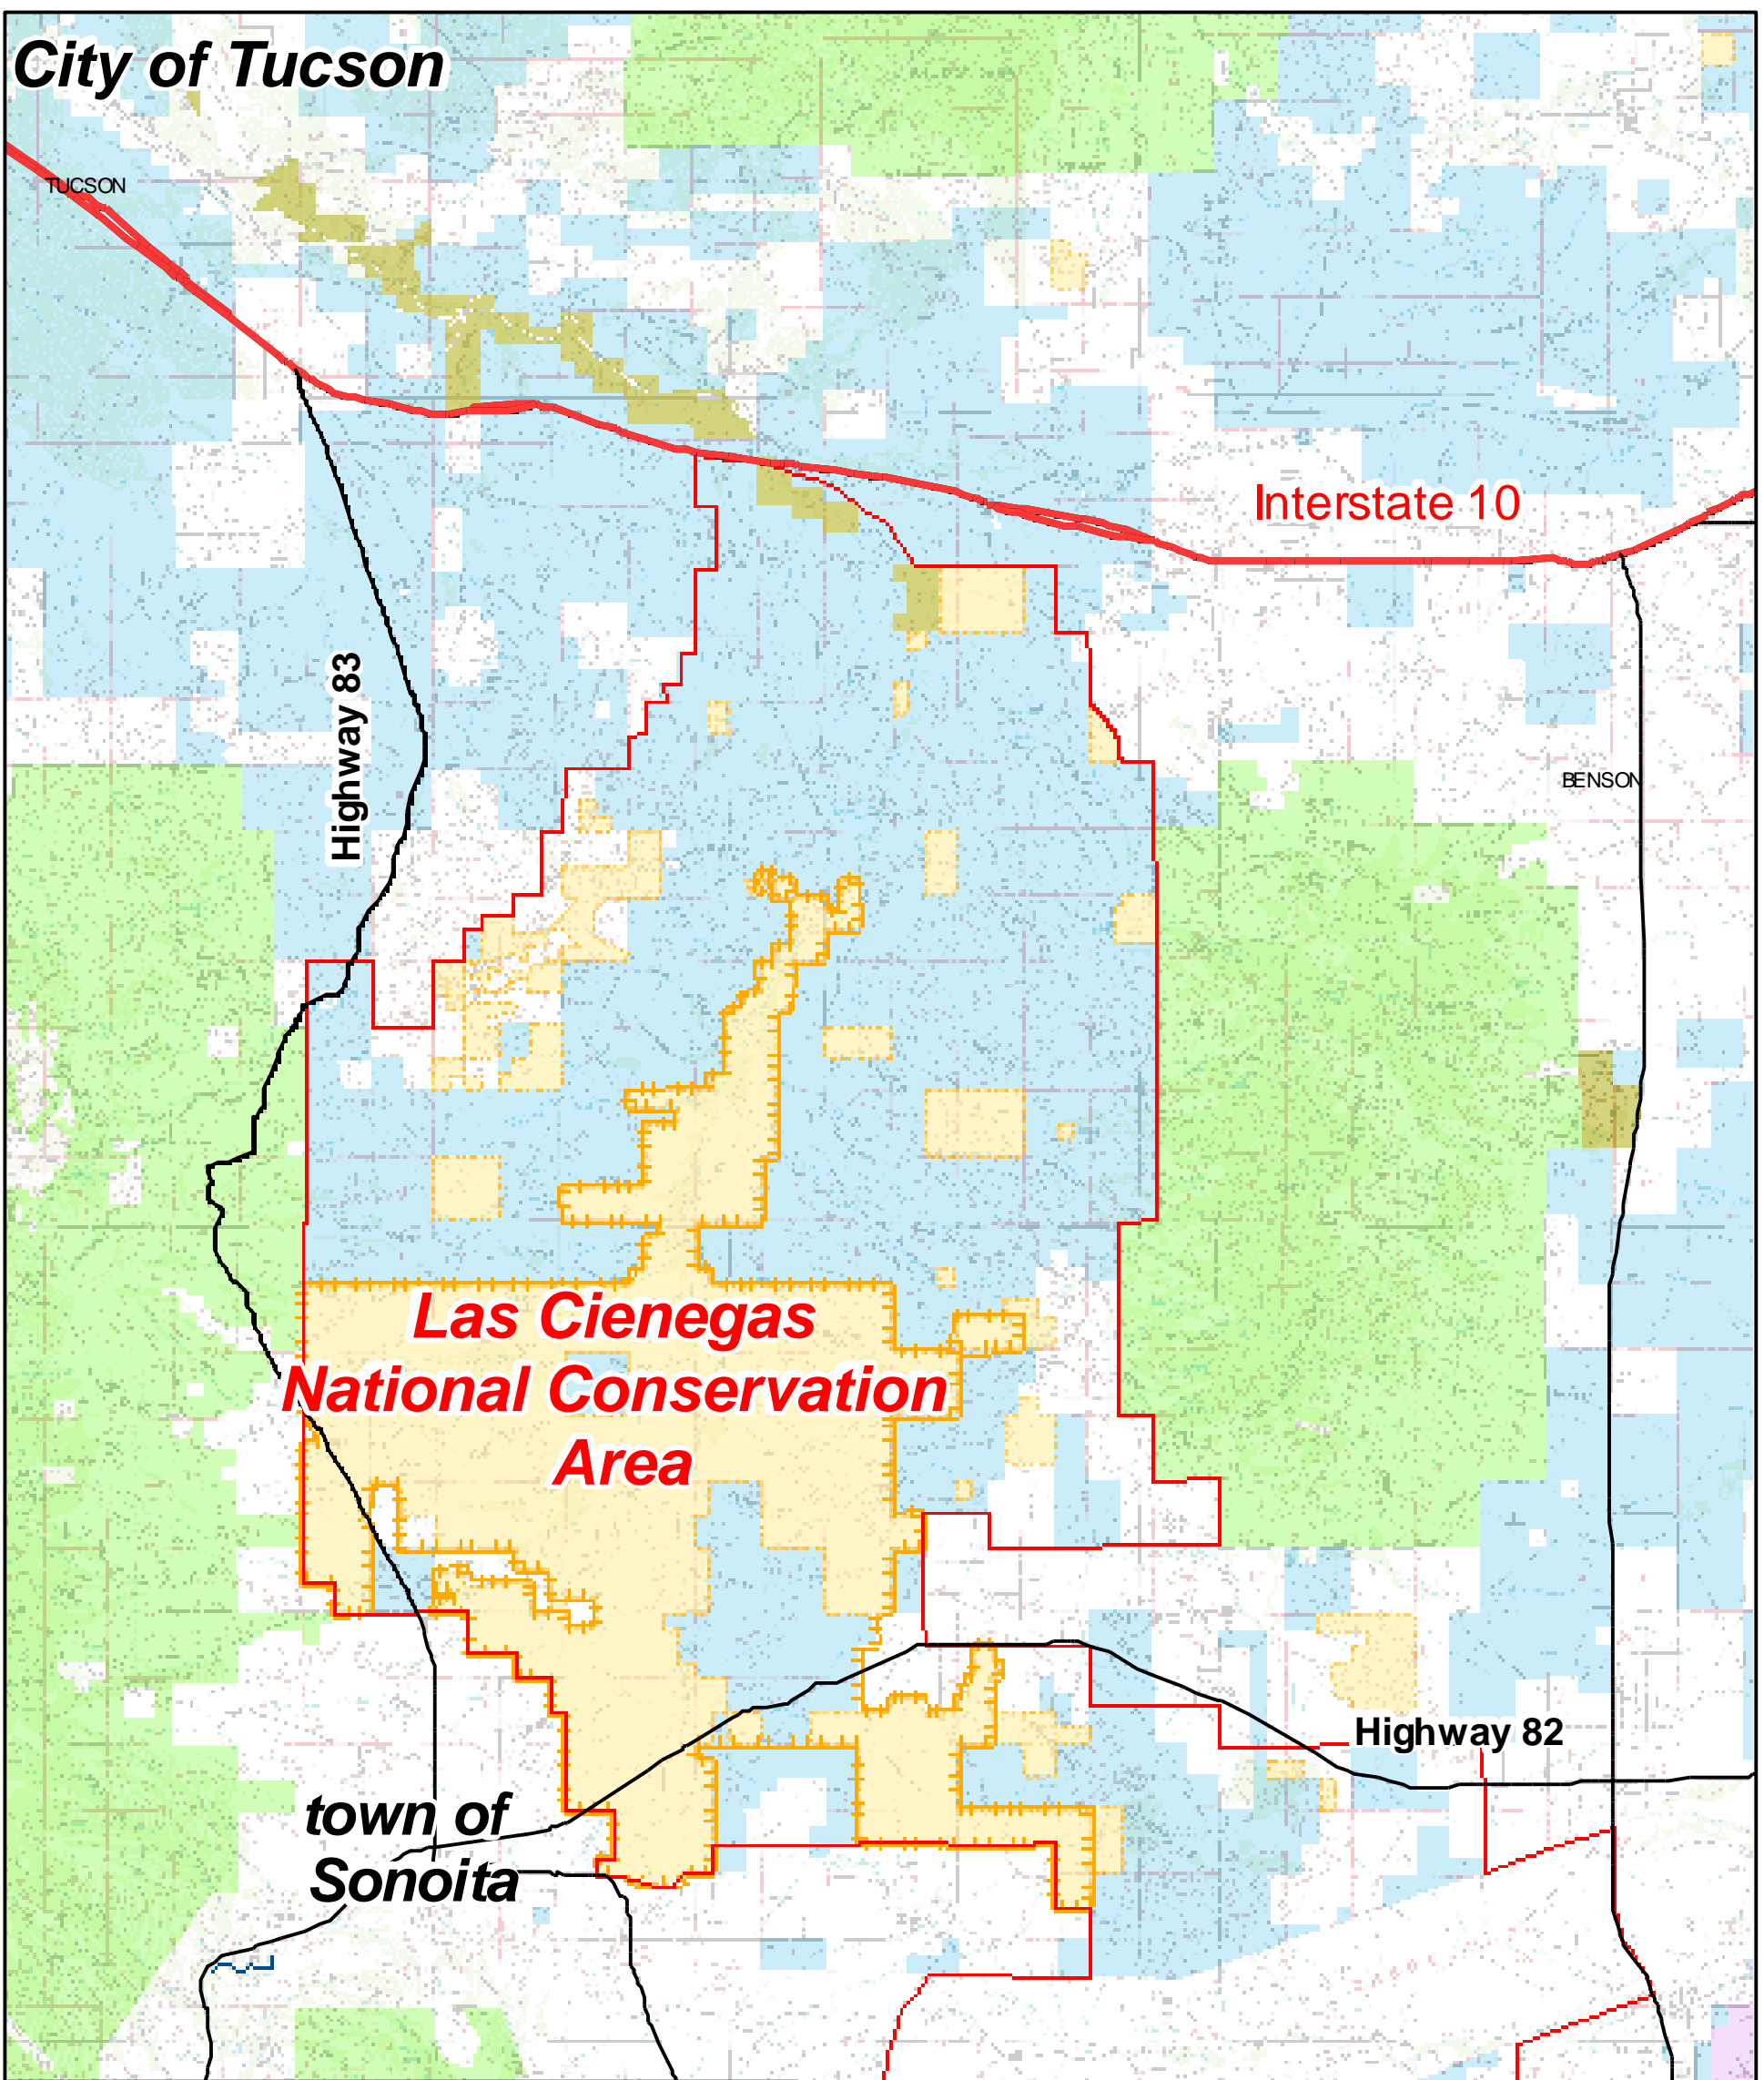 City of Tucson
TUCSON
Interstate 10
Highway 83
BENSON
Las Cienegas
National Conservation
Area
Highway 82
town of
Sonoita